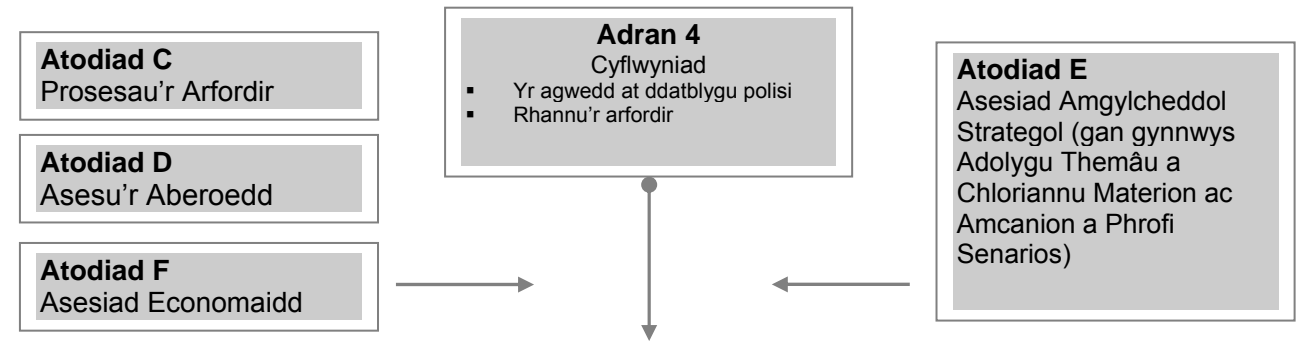 Atodiad C
Prosesau'r Arfordir
Atodiad D
Asesu'r Aberoedd
Atodiad F
Asesiad Economaidd
Adran 4
Cyflwyniad
▪ Yr agwedd at ddatblygu polisi
▪ Rhannu'r arfordir
Atodiad E
Asesiad Amgylcheddol
Strategol (gan gynnwys
Adolygu Themâu a
Chloriannu Materion ac
Amcanion a Phrofi
Senarios)